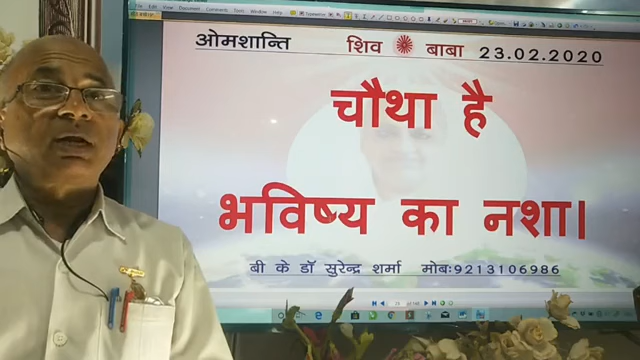 ओमशान्ति शिव बाबा 23.02.2020
चौथा है
भविष्य का नशा।
बी के डॉ सुरेन्द्र शर्मा मोबः9213106986